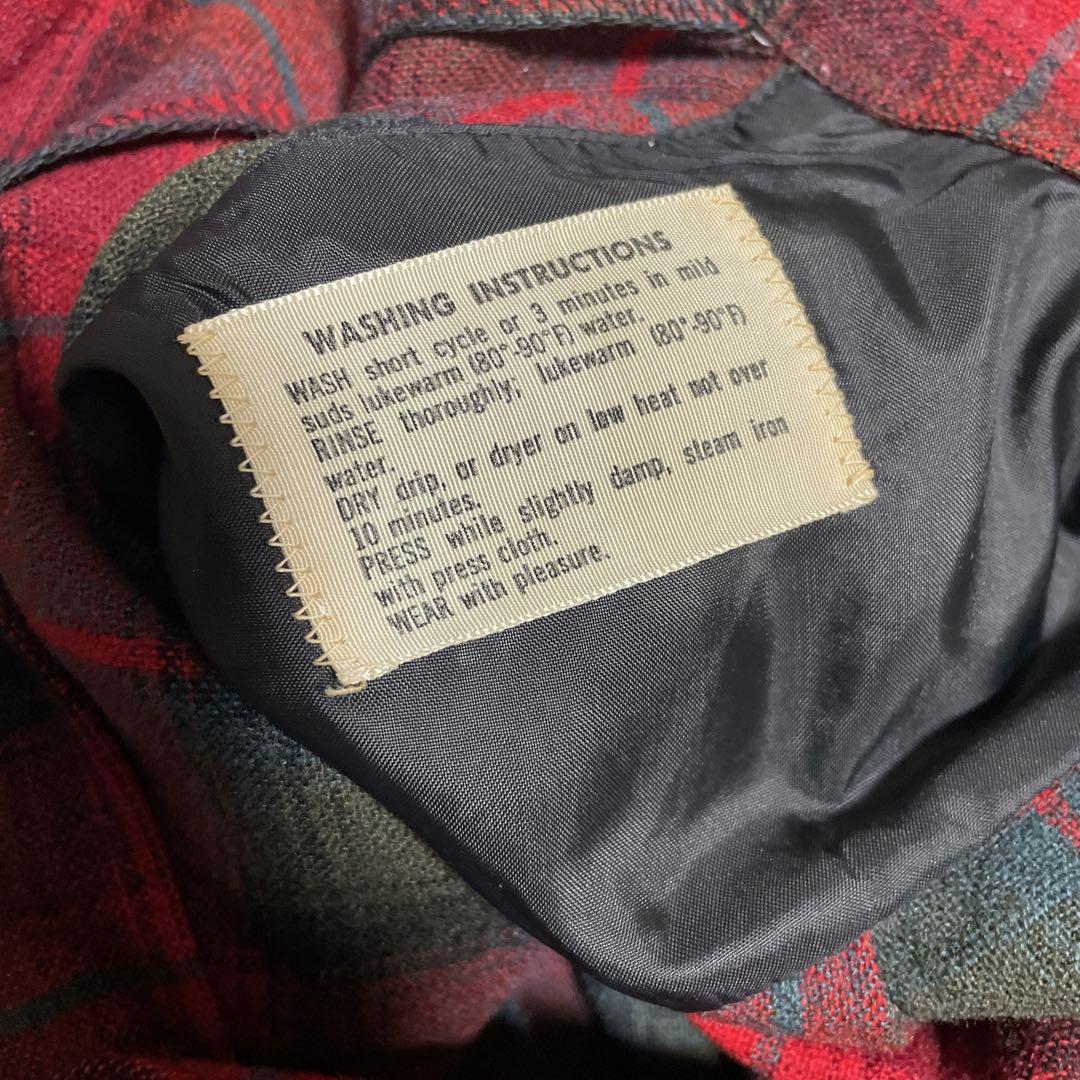 WASHING INSTRUCTIONS
WASH short cycle or 3 minutes in mild
suds lukewarm (80°-90°F) water.
RINSE thoroughly; lukewarm (80°-90°F)
water.
DRY drip, or dryer on low heat not over
10 minutes.
PRESS while slightly damp, steam iron
with press cloth.
WEAR with pleasure.